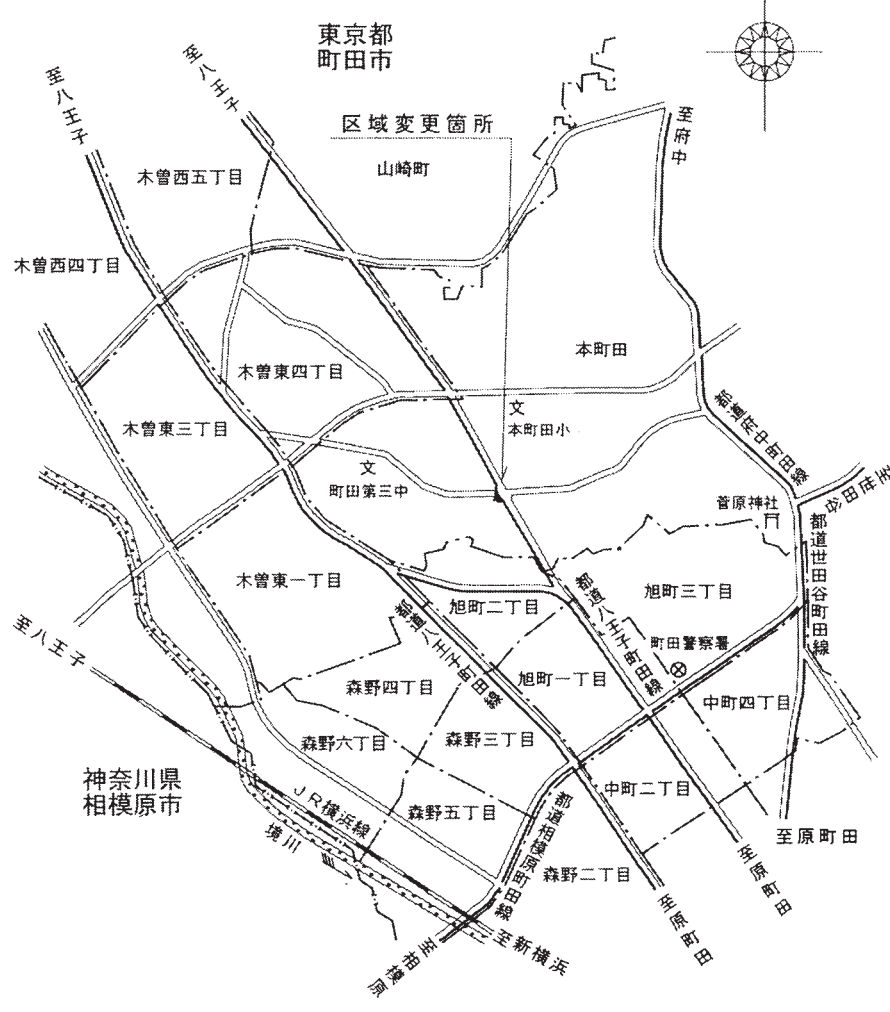 東京都
町田市
至八王子
至八王子
区域変更箇所
至府中
山崎町
木曽西五丁目
木曽西四丁目
本町田
木曽東四丁目
都道府中町田線
文
本町田小
木曽東三丁目
文
町田第三中
至玉川田
菅原神社
都道世田谷町田線
木曽東一丁目
旭町二丁目
都道八王子町田線
旭町三丁目
都道八王子町田線
町田警察署
至八王子
旭町一丁目
森野四丁目
中町四丁目
森野六丁目
森野三丁目
神奈川県
相模原市
JR横浜線
中町二丁目
森野五丁目
都道相模原町田線
境川
至原町田
森野二丁目
至原町田
至原町田
至新横浜
至相模原